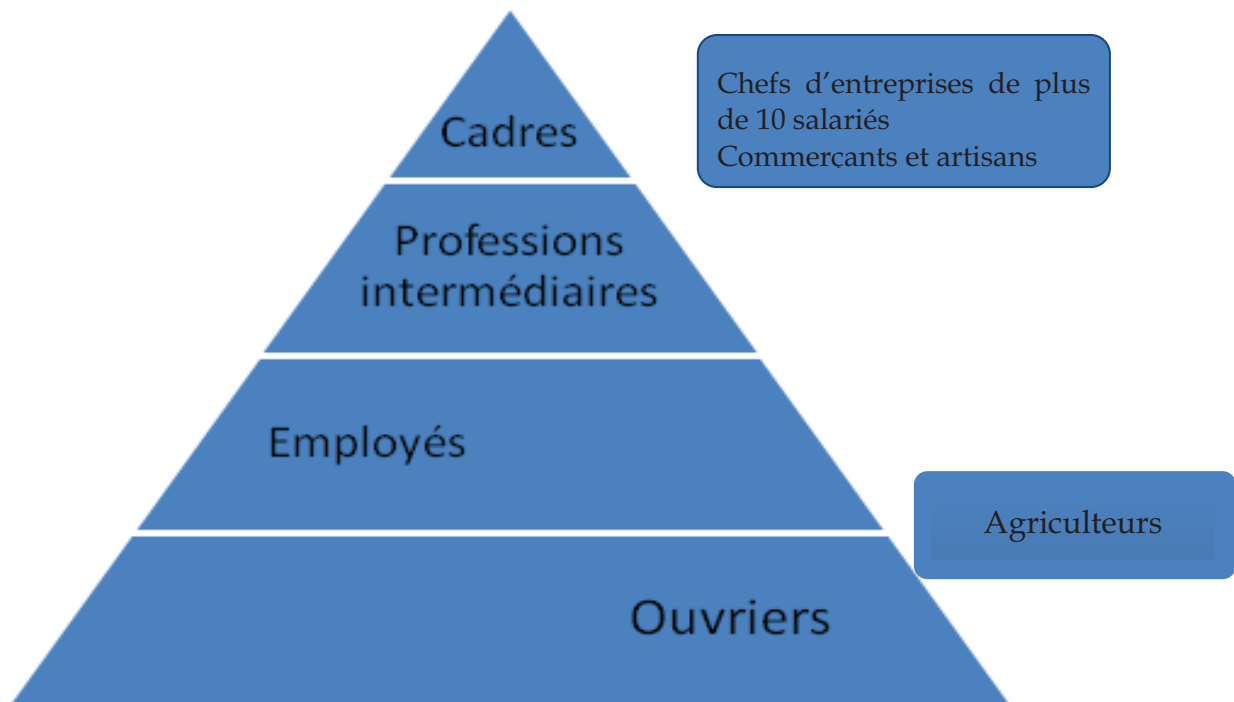 Cadres
Chefs d’entreprises de plus
de 10 salariés
Commerçants et artisans
Professions
intermédiaires
Employés
Agriculteurs
Ouvriers